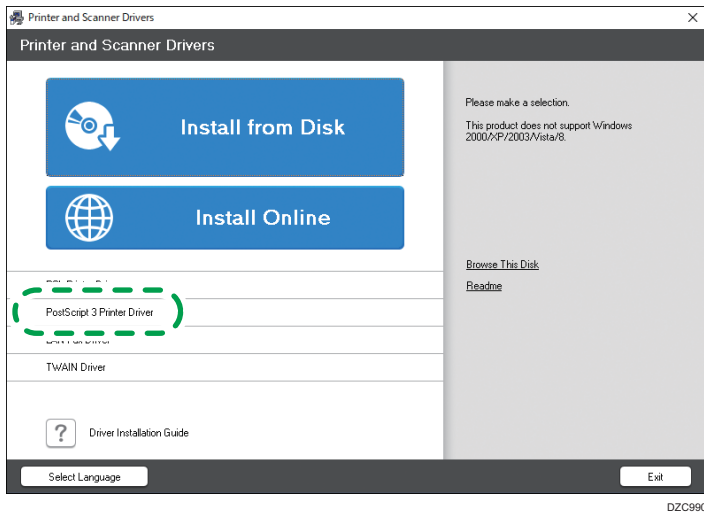 Printer and Scanner Drivers
Printer and Scanner Drivers
Install from Disk
Install Online
PostScript 3 Printer Driver
TWAIN Driver
Driver Installation Guide
Please make a selection.
This product does not support Windows
2000/XP/2003/Vista/8.
Browse This Disk
Readme
Select Language
Exit
DZC990